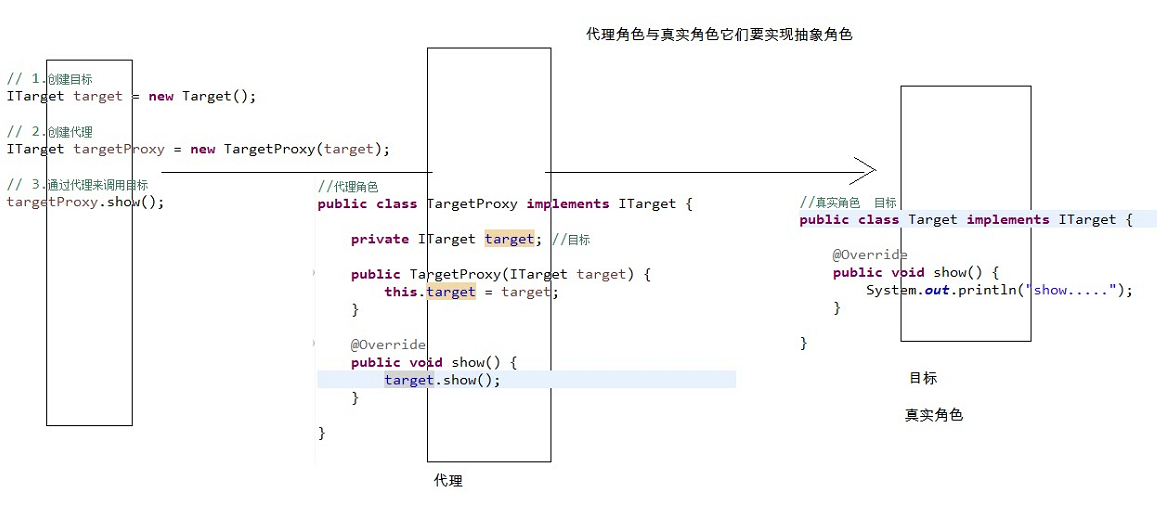 代理角色与真实角色它们要实现抽象角色
// 1.创建目标
ITarget target = new Target();
// 2.创建代理
ITarget targetProxy = new TargetProxy(target);
// 3.通过代理来调用目标
targetProxy.show();
//代理角色
public class TargetProxy implements ITarget {
private ITarget target; //目标
public TargetProxy(ITarget target) {
this.target = target;
}
@Override
public void show() {
target.show();
}
}
代理
//真实角色 目标
public class Target implements ITarget {
@Override
public void show() {
System.out.println("show.....");
}
}
目标
真实角色